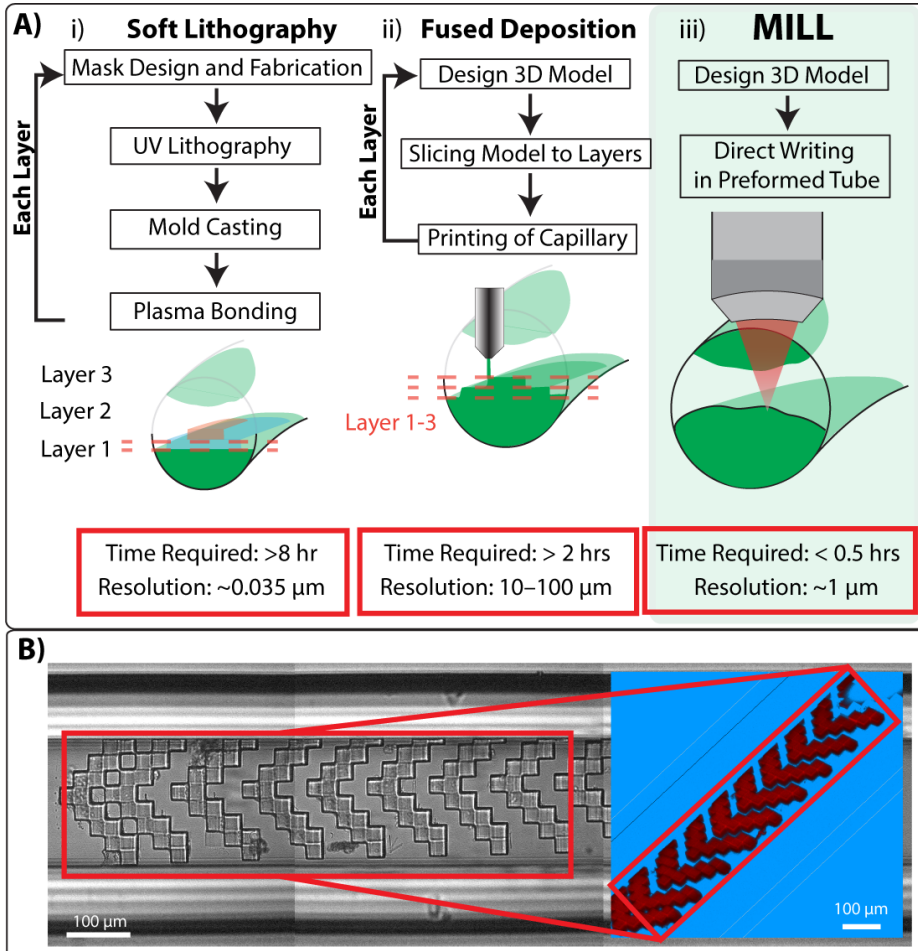 A)
i) Soft Lithography
Mask Design and Fabrication
UV Lithography
Mold Casting
Plasma Bonding
Each Layer
Layer 3
Layer 2
Layer 1
Time Required: >8 hr
Resolution: ~0.035 µm
ii) Fused Deposition
Design 3D Model
Slicing Model to Layers
Printing of Capillary
Each Layer
Layer 1-3
Time Required: > 2 hrs
Resolution: 10–100 µm
iii) MILL
Design 3D Model
Direct Writing
in Preformed Tube
Time Required: < 0.5 hrs
Resolution: ~1 µm
B)
100 µm
100 µm